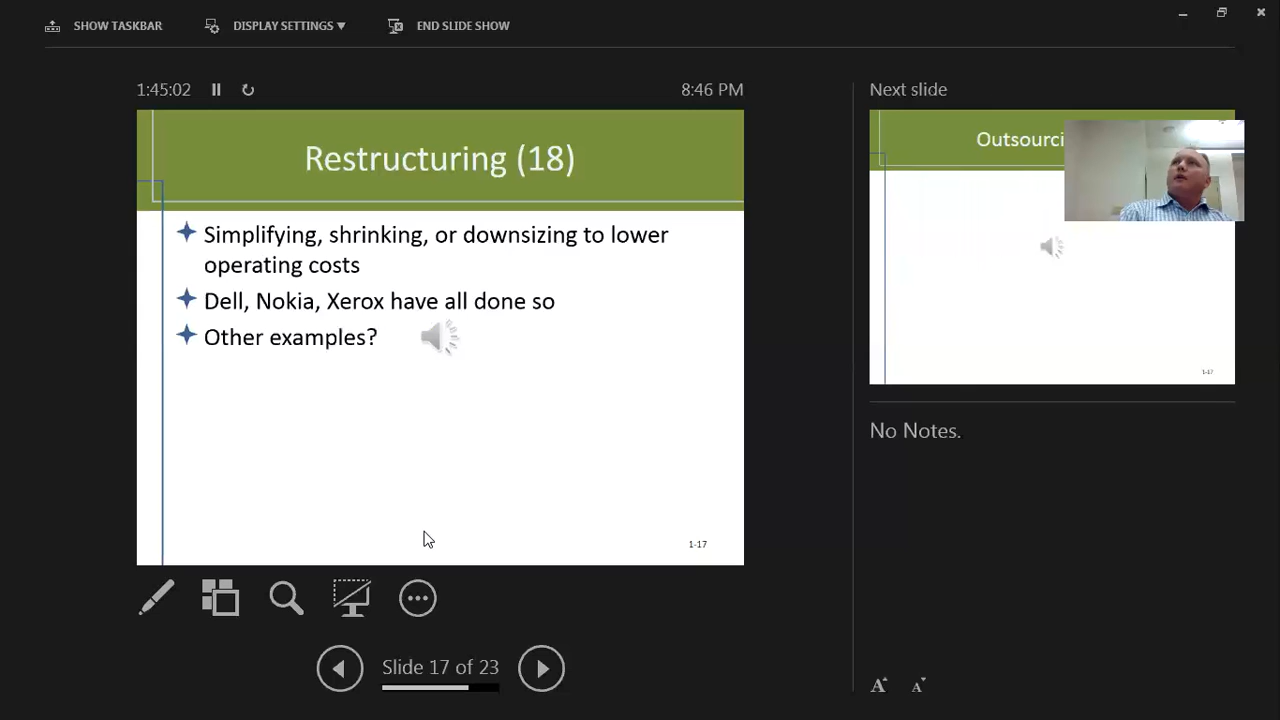 SHOW TASKBAR
DISPLAY SETTINGS ▼
END SLIDE SHOW
1:45:02
8:46 PM
Restructuring (18)
Simplifying, shrinking, or downsizing to lower
operating costs
Dell, Nokia, Xerox have all done so
Other examples?
1-17
Slide 17 of 23
Next slide
1-17
No Notes.
A
A